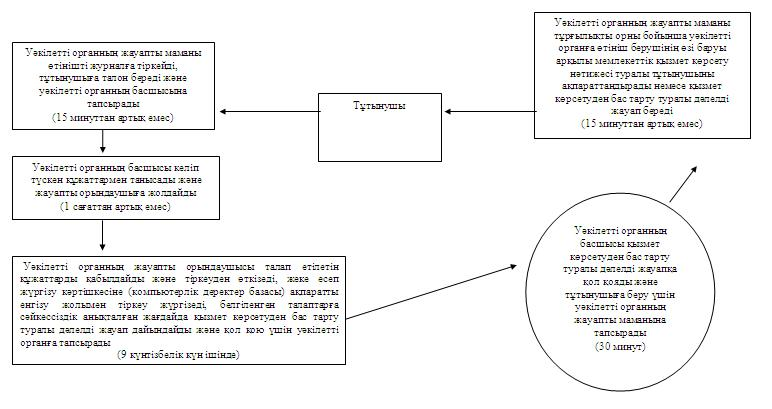 Уәкілетті органның жауапты маманы
өтінішті журналға тіркейді,
тұтынушыға талон береді және
уәкілетті органның басшысына
тапсырады
(15 минуттан артық емес)
Уәкілетті органның басшысы келіп
түскен құжаттармен танысады және
жауапты орындаушыға жолдайды
(1 сағаттан артық емес)
Уәкілетті органның жауапты орындаушысы талап етілетін
құжаттарды қабылдайды және тіркеуден өткізеді, жеке есеп
жүргізу кәртішкесіне (компьютерлік деректер базасы) ақпаратты
енгізу жолымен тіркеу жүргізеді, белгіленген талаптарға
сәйкессіздік анықталған жағдайда қызмет көрсетуден бас тарту
туралы дәлелді жауап дайындайды және қол қою үшін уәкілетті
органға тапсырады
(9 күнтізбелік күн ішінде)
Тұтынушы
Уәкілетті органның жауапты маманы
тұрғылықты орны бойынша уәкілетті
органға өтініш берушінің өзі баруы
арқылы мемлекеттік қызмет көрсету
нәтижесі туралы тұтынушыны
ақпараттандырады немесе қызмет
көрсетуден бас тарту туралы дәлелді
жауап береді
(15 минуттан артық емес)
Уәкілетті органның
басшысы қызмет
көрсетуден бас тарту
туралы дәлелді жауапқа
қол қояды және
тұтынушыға беру үшін
уәкілетті органның
жауапты маманына
тапсырады
(30 минут)